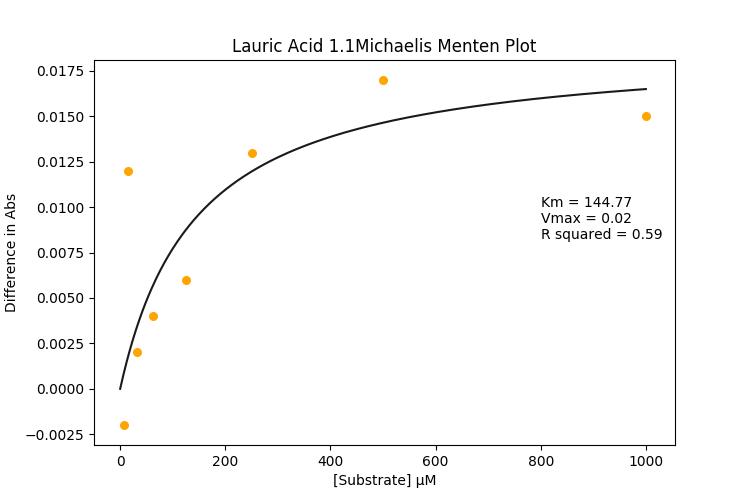 Lauric Acid 1.1Michaelis Menten Plot
0.0175
0.0150
0.0125
0.0100
0.0075
0.0050
0.0025
0.0000
−0.0025
Difference in Abs
Km = 144.77
Vmax = 0.02
R squared = 0.59
0 200 400 600 800 1000
[Substrate] µM